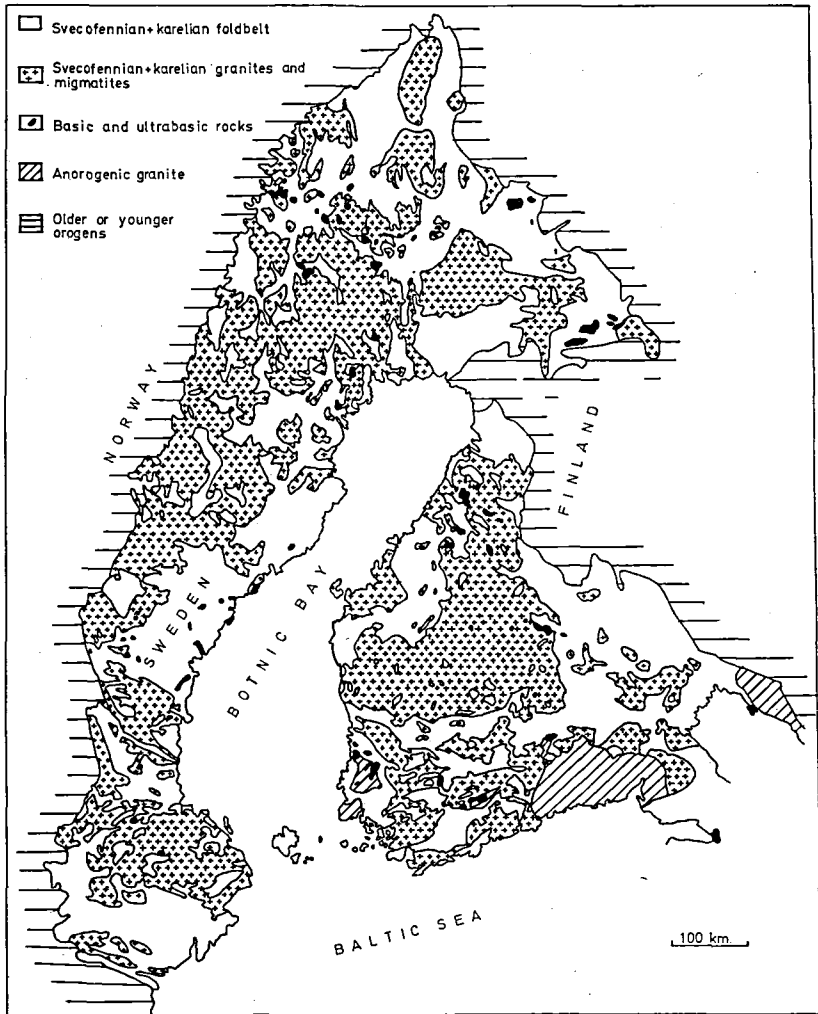 Svecofennian+karelian foldbelt
Svecofennian+karelian granites and
migmatites
Basic and ultrabasic rocks
Anorogenic granite
Older or younger
orogens
NORWAY
FINLAND
SWEDEN
BOTNIC BAY
BALTIC SEA
100 km.